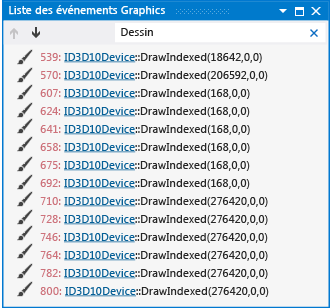 Liste des événements Graphics
Dessin
539: ID3D10Device::DrawIndexed(18642,0,0)
570: ID3D10Device::DrawIndexed(206592,0,0)
607: ID3D10Device::DrawIndexed(168,0,0)
624: ID3D10Device::DrawIndexed(168,0,0)
641: ID3D10Device::DrawIndexed(168,0,0)
658: ID3D10Device::DrawIndexed(168,0,0)
675: ID3D10Device::DrawIndexed(168,0,0)
692: ID3D10Device::DrawIndexed(168,0,0)
710: ID3D10Device::DrawIndexed(276420,0,0)
728: ID3D10Device::DrawIndexed(276420,0,0)
746: ID3D10Device::DrawIndexed(276420,0,0)
764: ID3D10Device::DrawIndexed(276420,0,0)
782: ID3D10Device::DrawIndexed(276420,0,0)
800: ID3D10Device::DrawIndexed(276420,0,0)